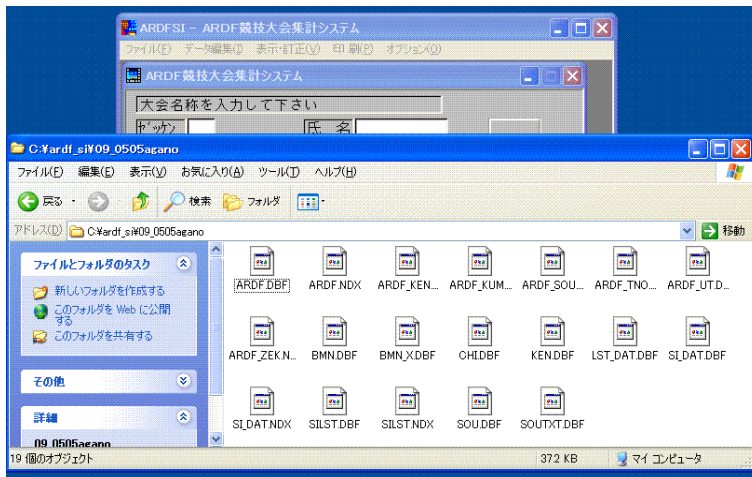 ARDFSI - ARDF競技大会集計システム
ファイル(F) データ編集(I) 表示・訂正(V) 印刷(P) オプション(O)
ARDF競技大会集計システム
大会名称を入力して下さい
ゼッケン 氏 名
C:¥ardf_si¥09_0505agano
ファイル(F) 編集(E) 表示(V) お気に入り(A) ツール(T) ヘルプ(H)
戻る 検索 フォルダ
アドレス(D) C:¥ardf_si¥09_0505agano 移動
ファイルとフォルダのタスク
新しいフォルダを作成する
このフォルダを Web に公開
する
このフォルダを共有する
その他
詳細
09_0505agano
ARDF.DBF ARDF.NDX ARDF_KEN... ARDF_KUM... ARDF_SOU... ARDF_TNO... ARDF_UT.D...
ARDF_ZEK.N... BMN.DBF BMN_X.DBF CHI.DBF KEN.DBF LST_DAT.DBF SI_DAT.DBF
SI_DAT.NDX SILST.DBF SILST.NDX SOU.DBF SOUTXT.DBF
19 個のオブジェクト 372 KB マイ コンピュータ